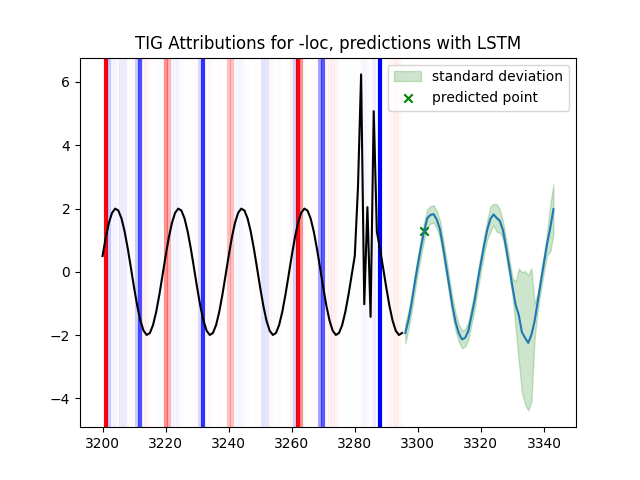 TIG Attributions for -loc, predictions with LSTM
standard deviation
predicted point
6
4
2
0
−2
−4
3200 3220 3240 3260 3280 3300 3320 3340